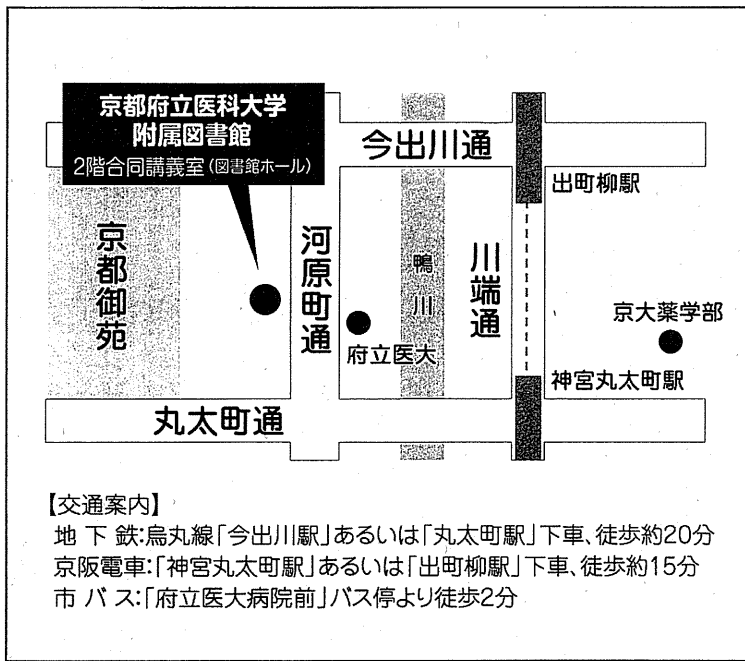 京都府立医科大学
附属図書館
2階合同講義室（図書館ホール）
今出川通
出町柳駅
京都御苑
河原町通
鴨川
川端通
京大薬学部
府立医大
神宮丸太町駅
丸太町通
【交通案内】
地下鉄:烏丸線「今出川駅」あるいは「丸太町駅」下車、徒歩約20分
京阪電車:「神宮丸太町駅」あるいは「出町柳駅」下車、徒歩約15分
市バス:「府立医大病院前」バス停より徒歩2分